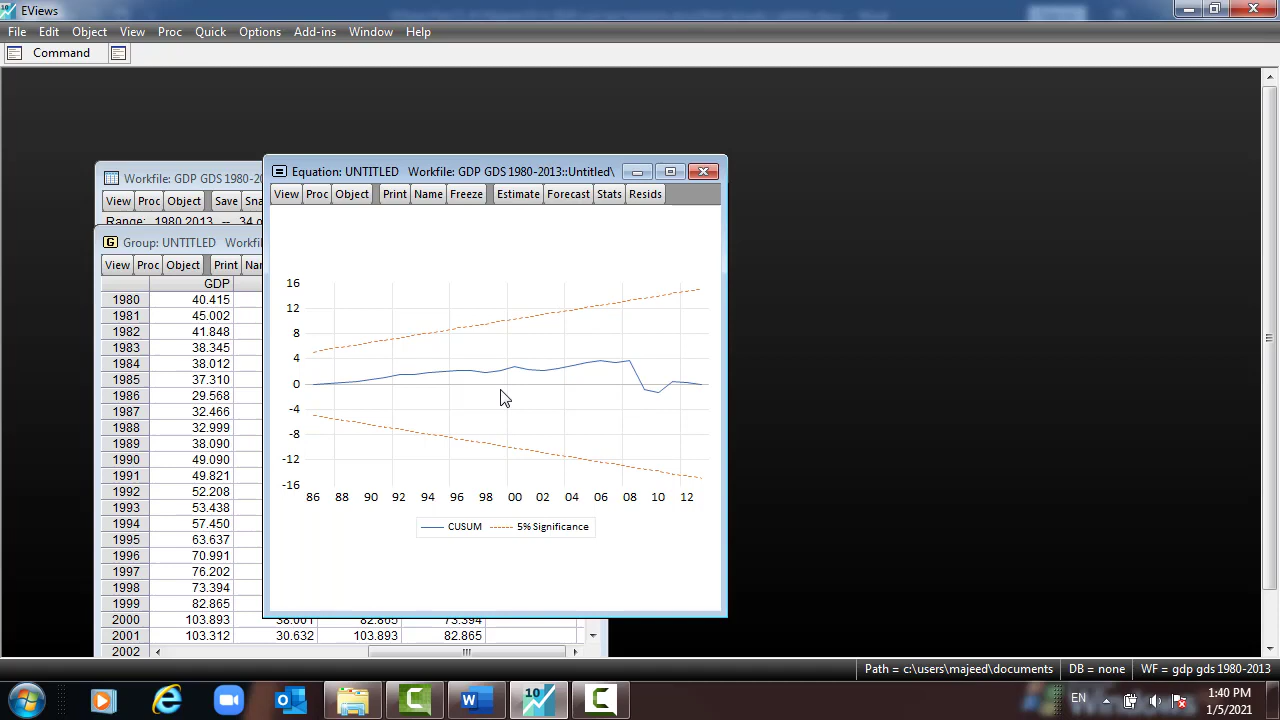 EViews
File Edit Object View Proc Quick Options Add-ins Window Help
Command
Workfile: GDP GDS 1980-20
View Proc Object Save Sna
Range: 1980 2013 -- 34 o
Group: UNTITLED Workfi
View Proc Object Print Nar
GDP
1980 40.415
1981 45.002
1982 41.848
1983 38.345
1984 38.012
1985 37.310
1986 29.568
1987 32.466
1988 32.999
1989 38.090
1990 49.090
1991 49.821
1992 52.208
1993 53.438
1994 57.450
1995 63.637
1996 70.991
1997 76.202
1998 73.394
1999 82.865
2000 103.893 38.001 82.865 73.394
2001 103.312 30.632 103.893 82.865
2002
Equation: UNTITLED Workfile: GDP GDS 1980-2013::Untitled\
View Proc Object Print Name Freeze Estimate Forecast Stats Resids
16
12
8
4
0
-4
-8
-12
-16
86 88 90 92 94 96 98 00 02 04 06 08 10 12
CUSUM 5% Significance
Path = c:\users\majeed\documents DB = none WF = gdp gds 1980-2013
EN
1:40 PM
1/5/2021